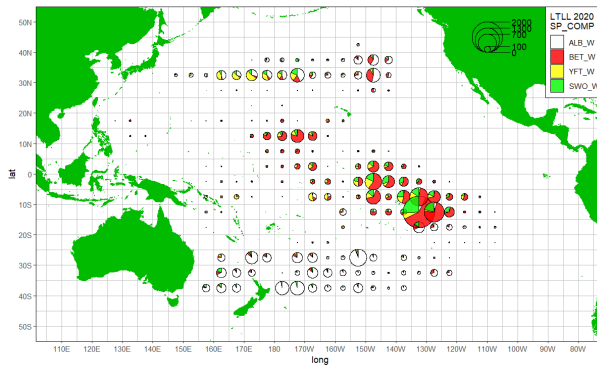 50N
40N
30N
20N
10N
0
10S
20S
30S
40S
50S
lat
2000
1300
700
100
0
LTLL 2020
SP_COMP
ALB_W
BET_W
YFT_W
SWO_W
110E 120E 130E 140E 150E 160E 170E 180 170W 160W 150W 140W 130W 120W 110W 100W 90W 80W
long